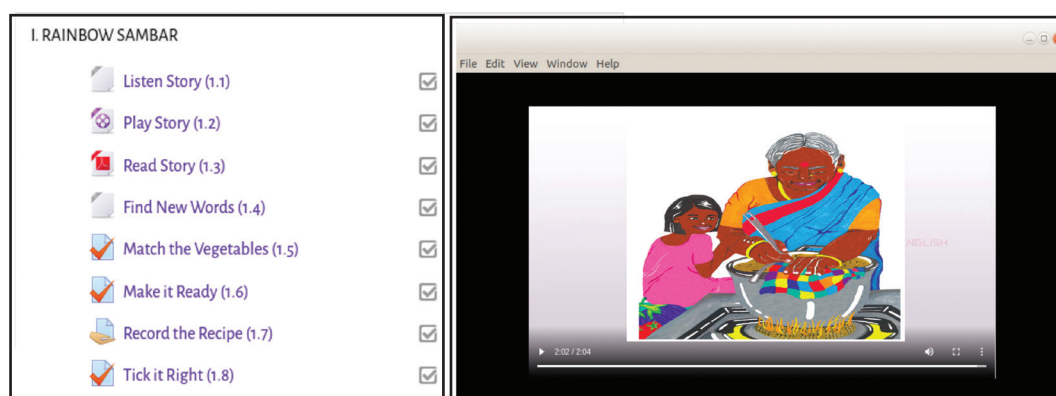 I. RAINBOW SAMBAR
Listen Story (1.1)
Play Story (1.2)
Read Story (1.3)
Find New Words (1.4)
Match the Vegetables (1.5)
Make it Ready (1.6)
Record the Recipe (1.7)
Tick it Right (1.8)
File Edit View Window Help
ENGLISH
2:02 / 2:04